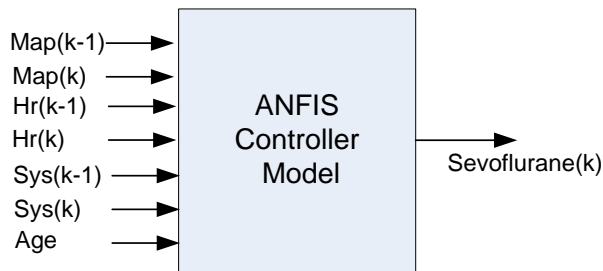 Map(k-1)
Map(k)
Hr(k-1)
Hr(k)
Sys(k-1)
Sys(k)
Age
ANFIS
Controller
Model
Sevoflurane(k)